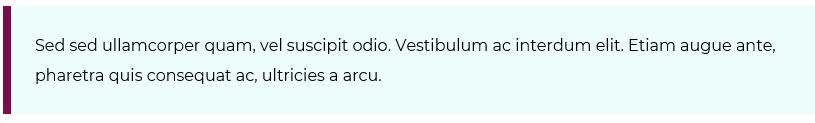 Sed sed ullamcorper quam, vel suscipit odio. Vestibulum ac interdum elit. Etiam augue ante,
pharetra quis consequat ac, ultricies a arcu.